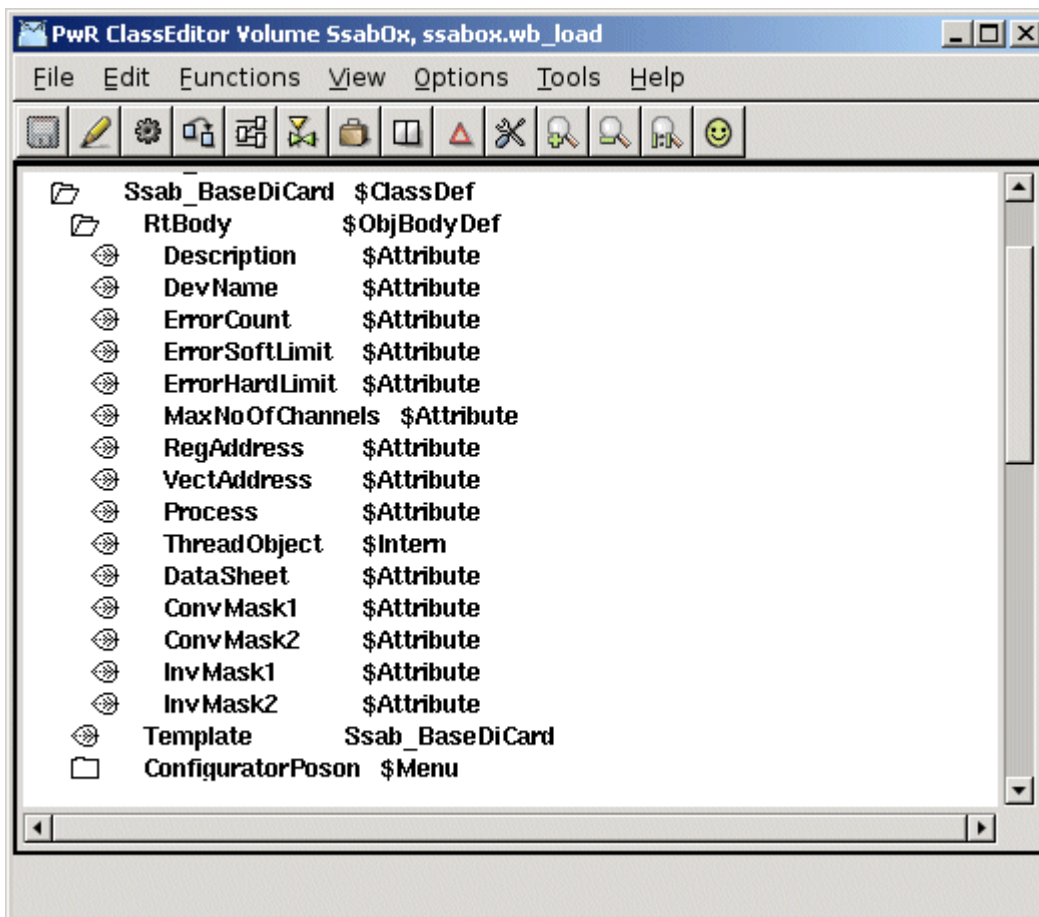 PwR ClassEditor Volume SsabOx, ssabox.wb_load
File Edit Functions View Options Tools Help
Ssab_BaseDiCard $ClassDef
RtBody $ObjBodyDef
Description $Attribute
DevName $Attribute
ErrorCount $Attribute
ErrorSoftLimit $Attribute
ErrorHardLimit $Attribute
MaxNoOfChannels $Attribute
RegAddress $Attribute
VectAddress $Attribute
Process $Attribute
ThreadObject $Intern
DataSheet $Attribute
ConvMask1 $Attribute
ConvMask2 $Attribute
InvMask1 $Attribute
InvMask2 $Attribute
Template Ssab_BaseDiCard
ConfiguratorPoson $Menu